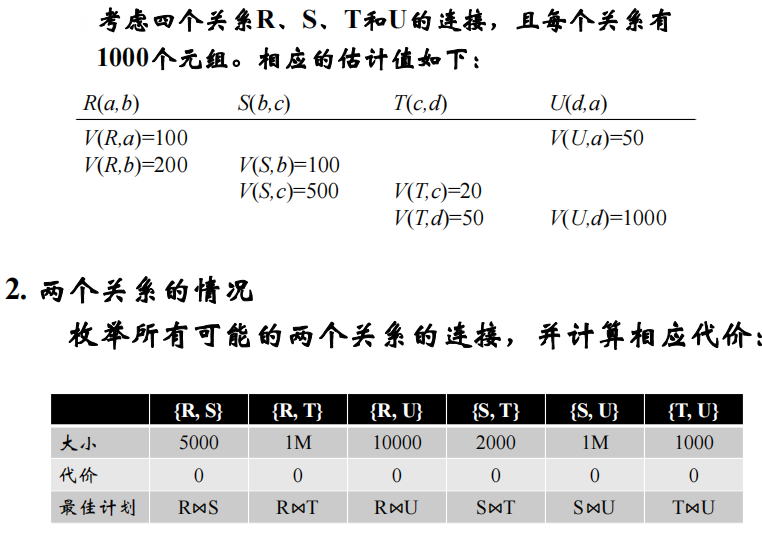 考虑四个关系R、S、T和U的连接，且每个关系有
1000个元组。相应的估计值如下：
R(a,b) S(b,c) T(c,d) U(d,a)
V(R,a)=100 V(U,a)=50
V(R,b)=200 V(S,b)=100
V(S,c)=500 V(T,c)=20
V(T,d)=50 V(U,d)=1000
2. 两个关系的情况
枚举所有可能的两个关系的连接，并计算相应代价：
{R, S} {R, T} {R, U} {S, T} {S, U} {T, U}
大小 5000 1M 10000 2000 1M 1000
代价 0 0 0 0 0 0
最佳计划 R⋈S R⋈T R⋈U S⋈T S⋈U T⋈U